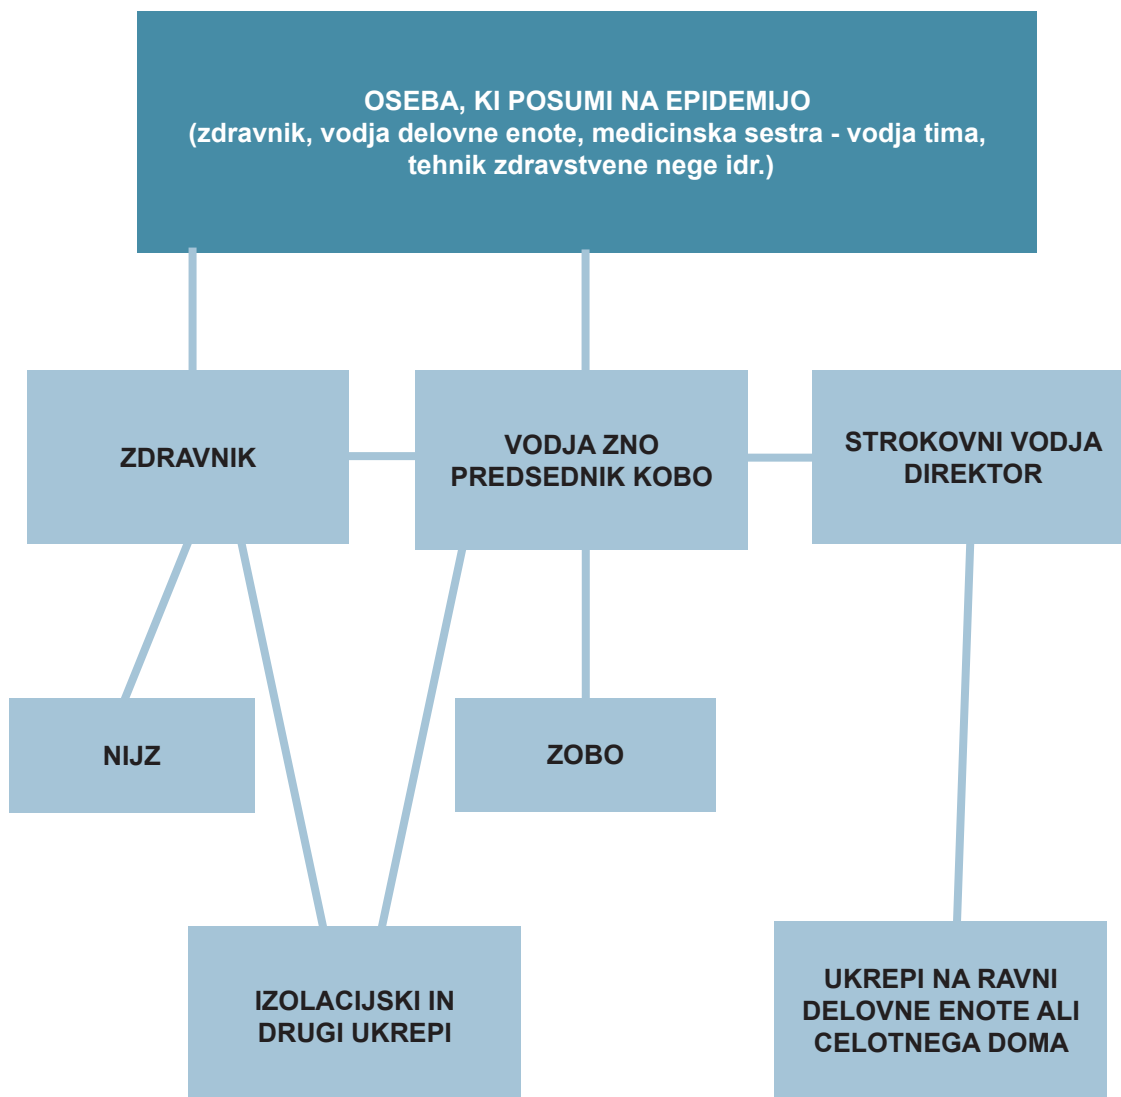 OSEBA, KI POSUMI NA EPIDEMIJO
(zdravnik, vodja delovne enote, medicinska sestra - vodja tima,
tehnik zdravstvene nege idr.)
ZDRAVNIK
VODJA ZNO
PREDSEDNIK KOBO
STROKOVNI VODJA
DIREKTOR
NIJZ
ZOBO
IZOLACIJSKI IN
DRUGI UKREPI
UKREPI NA RAVNI
DELOVNE ENOTE ALI
CELOTNEGA DOMA